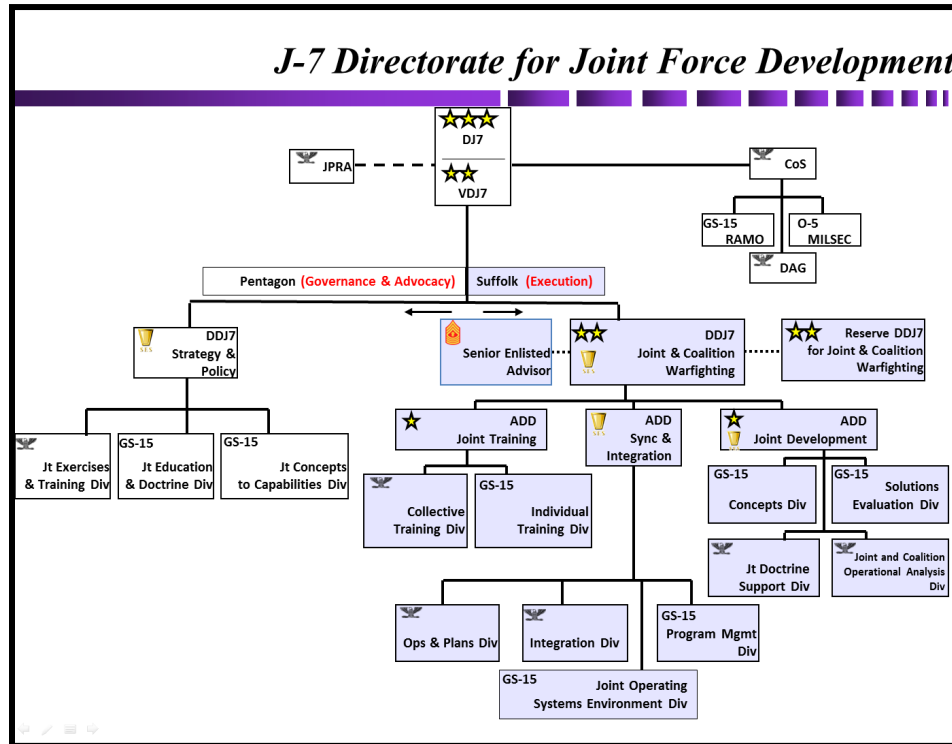 J-7 Directorate for Joint Force Development
DJ7
VDJ7
JPRA
CoS
GS-15
RAMO
O-5
MILSEC
DAG
Pentagon (Governance & Advocacy)
Suffolk (Execution)
SES
DDJ7
Strategy &
Policy
Senior Enlisted
Advisor
SES
DDJ7
Joint & Coalition
Warfighting
Reserve DDJ7
for Joint & Coalition
Warfighting
Jt Exercises
& Training Div
GS-15
Jt Education
& Doctrine Div
GS-15
Jt Concepts
to Capabilities Div
ADD
Joint Training
SES
ADD
Sync &
Integration
SES
ADD
Joint Development
Collective
Training Div
GS-15
Individual
Training Div
GS-15
Concepts Div
GS-15
Solutions
Evaluation Div
Jt Doctrine
Support Div
Joint and Coalition
Operational Analysis
Div
Ops & Plans Div
Integration Div
GS-15
Program Mgmt
Div
GS-15
Joint Operating
Systems Environment Div